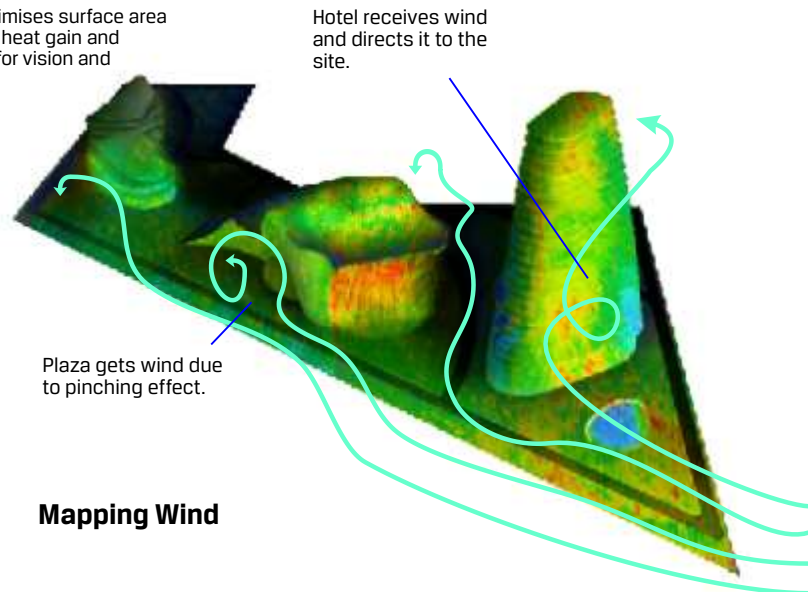 imises surface area
heat gain and
for vision and
Hotel receives wind
and directs it to the
site.
Plaza gets wind due
to pinching effect.
Mapping Wind